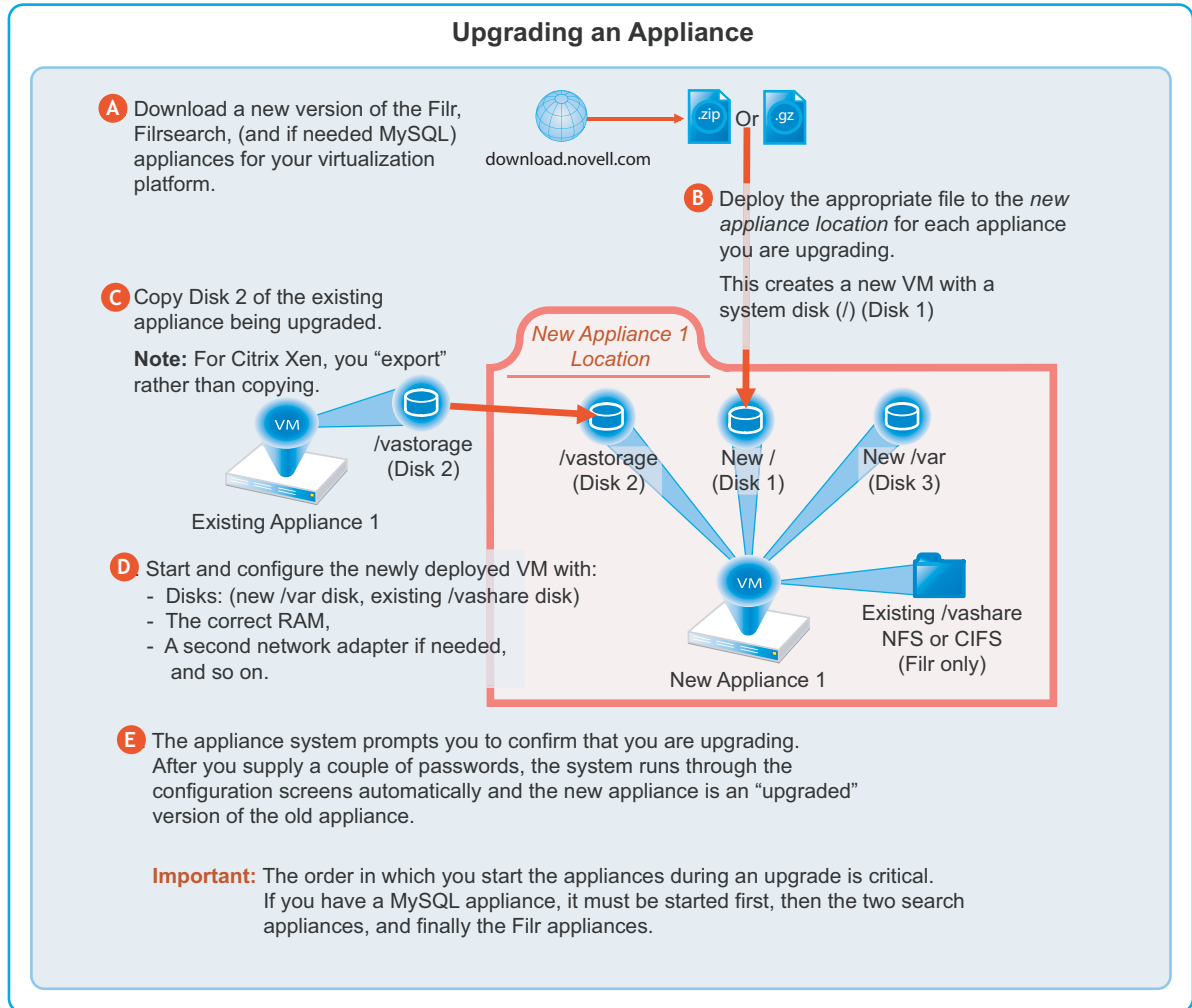 Upgrading an Appliance
A Download a new version of the Filr,
Filrsearch, (and if needed MySQL)
appliances for your virtualization
platform.
download.novell.com
.zip Or .gz
B Deploy the appropriate file to the new
appliance location for each appliance
you are upgrading.
This creates a new VM with a
system disk (/) (Disk 1)
C Copy Disk 2 of the existing
appliance being upgraded.
Note: For Citrix Xen, you “export”
rather than copying.
VM
/vastorage
(Disk 2)
Existing Appliance 1
New Appliance 1
Location
/vastorage
(Disk 2)
New /
(Disk 1)
New /var
(Disk 3)
VM
New Appliance 1
Existing /vashare
NFS or CIFS
(Filr only)
D Start and configure the newly deployed VM with:
- Disks: (new /var disk, existing /vashare disk)
- The correct RAM,
- A second network adapter if needed,
and so on.
E The appliance system prompts you to confirm that you are upgrading.
After you supply a couple of passwords, the system runs through the
configuration screens automatically and the new appliance is an “upgraded”
version of the old appliance.
Important: The order in which you start the appliances during an upgrade is critical.
If you have a MySQL appliance, it must be started first, then the two search
appliances, and finally the Filr appliances.